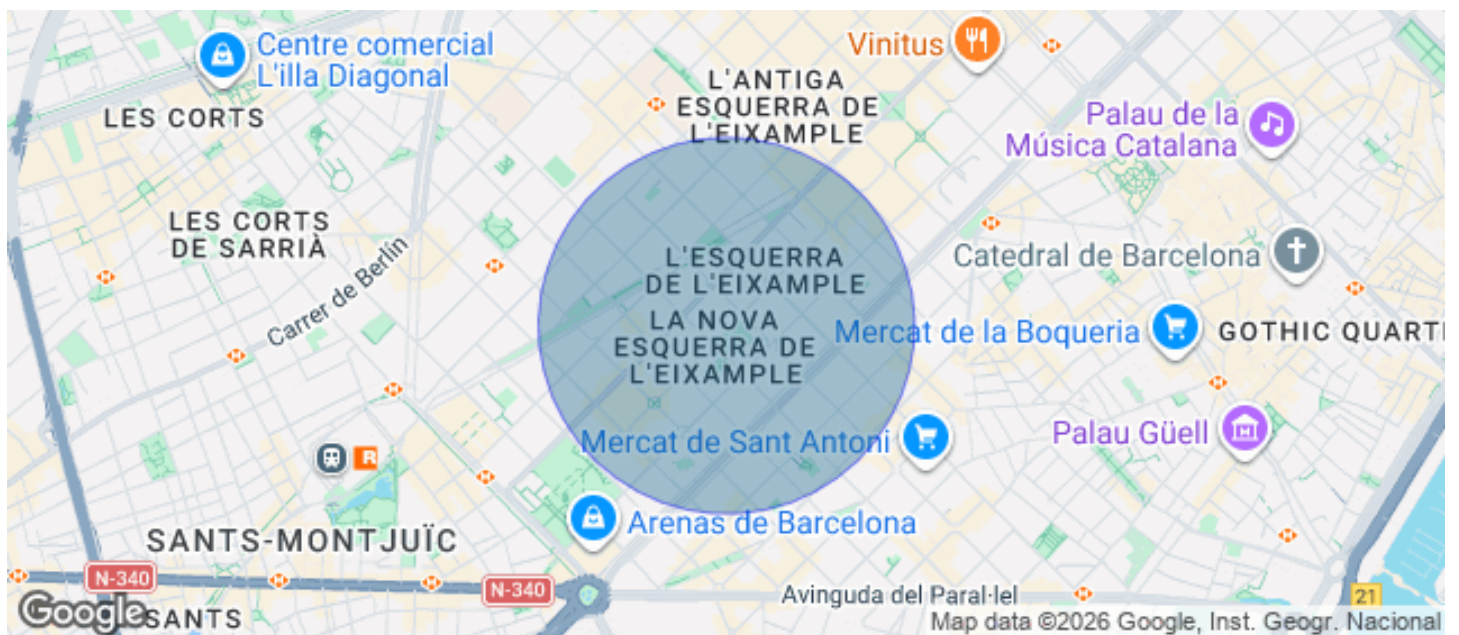 Centre comercial
L'illa Diagonal
Vinitus
L'ANTIGA
ESQUERRA DE
L'EIXAMPLE
LES CORTS
Palau de la
Música Catalana
LES CORTS
DE SARRIÀ
Carrer de Berlín
L'ESQUERRA
DE L'EIXAMPLE
Catedral de Barcelona
LA NOVA
ESQUERRA DE
L'EIXAMPLE
Mercat de la Boqueria
GOTHIC QUARTE
Mercat de Sant Antoni
Palau Güell
R
Arenas de Barcelona
SANTS-MONTJUÏC
N-340
N-340
Avinguda del Paral·lel
21
Google
SANTS
Map data ©2026 Google, Inst. Geogr. Nacional